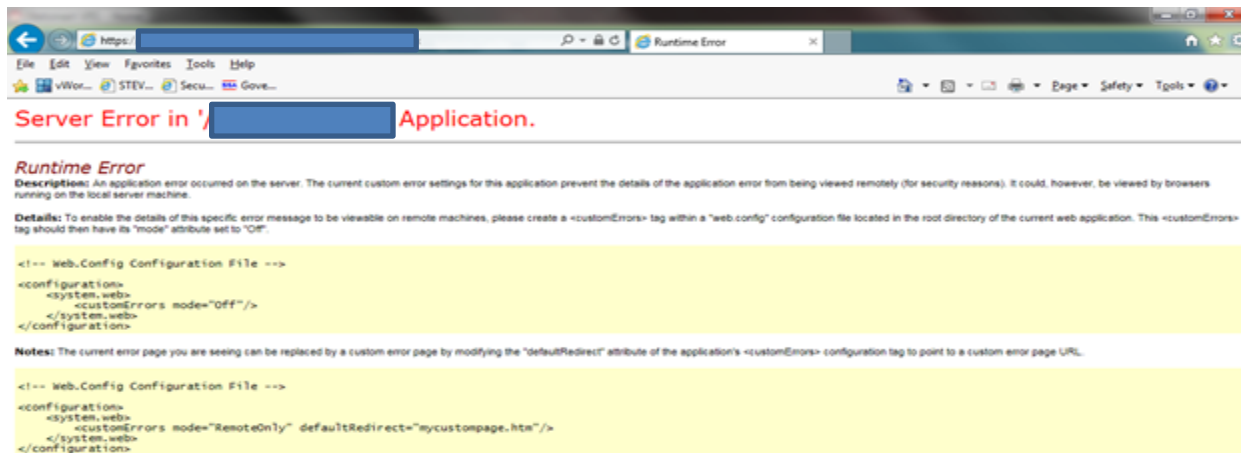 https:/
Runtime Error
File Edit View Favorites Tools Help
vWor... STEV... Secu... Gove...
Page Safety Tools
Server Error in '/ Application.
Runtime Error
Description: An application error occurred on the server. The current custom error settings for this application prevent the details of the application error from being viewed remotely (for security reasons). It could, however, be viewed by browsers
running on the local server machine.
Details: To enable the details of this specific error message to be viewable on remote machines, please create a <customErrors> tag within a "web.config" configuration file located in the root directory of the current web application. This <customErrors>
tag should then have its "mode" attribute set to "Off".
<!-- Web.Config Configuration File -->
<configuration>
<system.web>
<customErrors mode="Off"/>
</system.web>
</configuration>
Notes: The current error page you are seeing can be replaced by a custom error page by modifying the "defaultRedirect" attribute of the application's <customErrors> configuration tag to point to a custom error page URL.
<!-- Web.Config Configuration File -->
<configuration>
<system.web>
<customErrors mode="RemoteOnly" defaultRedirect="mycustompage.htm"/>
</system.web>
</configuration>